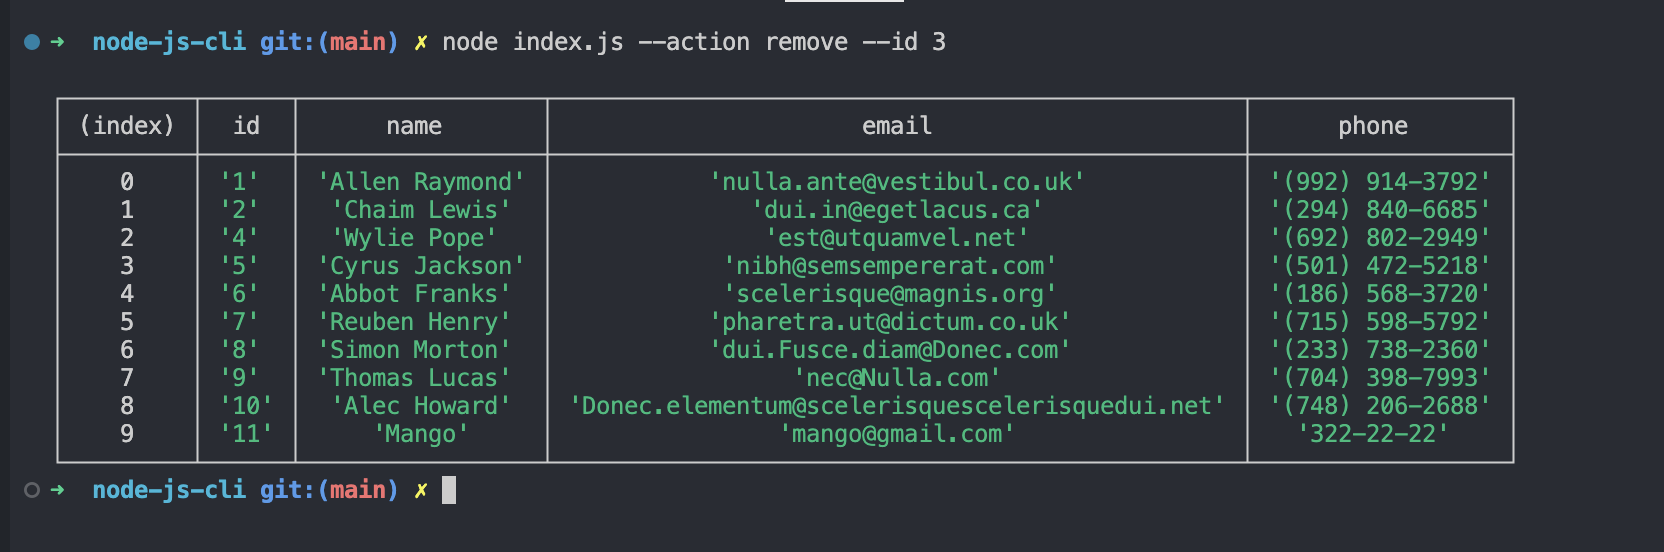 ➜ node-js-cli git:(main) ✗ node index.js --action remove --id 3
(index) id name email phone
0 '1' 'Allen Raymond' 'nulla.ante@vestibul.co.uk' '(992) 914-3792'
1 '2' 'Chaim Lewis' 'dui.in@egetlacus.ca' '(294) 840-6685'
2 '4' 'Wylie Pope' 'est@utquamvel.net' '(692) 802-2949'
3 '5' 'Cyrus Jackson' 'nibh@semsempererat.com' '(501) 472-5218'
4 '6' 'Abbot Franks' 'scelerisque@magnis.org' '(186) 568-3720'
5 '7' 'Reuben Henry' 'pharetra.ut@dictum.co.uk' '(715) 598-5792'
6 '8' 'Simon Morton' 'dui.Fusce.diam@Donec.com' '(233) 738-2360'
7 '9' 'Thomas Lucas' 'nec@Nulla.com' '(704) 398-7993'
8 '10' 'Alec Howard' 'Donec.elementum@scelerisquescelerisquedui.net' '(748) 206-2688'
9 '11' 'Mango' 'mango@gmail.com' '322-22-22'
➜ node-js-cli git:(main) ✗